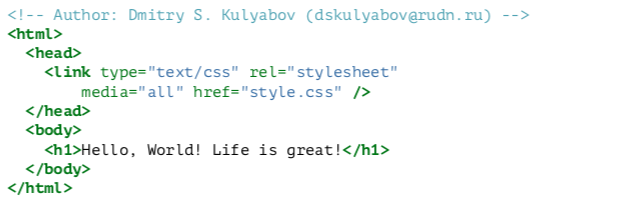 <!-- Author: Dmitry S. Kulyabov (dskulyabov@rudn.ru) -->
<html>
  <head>
    <link type="text/css" rel="stylesheet"
        media="all" href="style.css" />
  </head>
  <body>
    <h1>Hello, World! Life is great!</h1>
  </body>
</html>